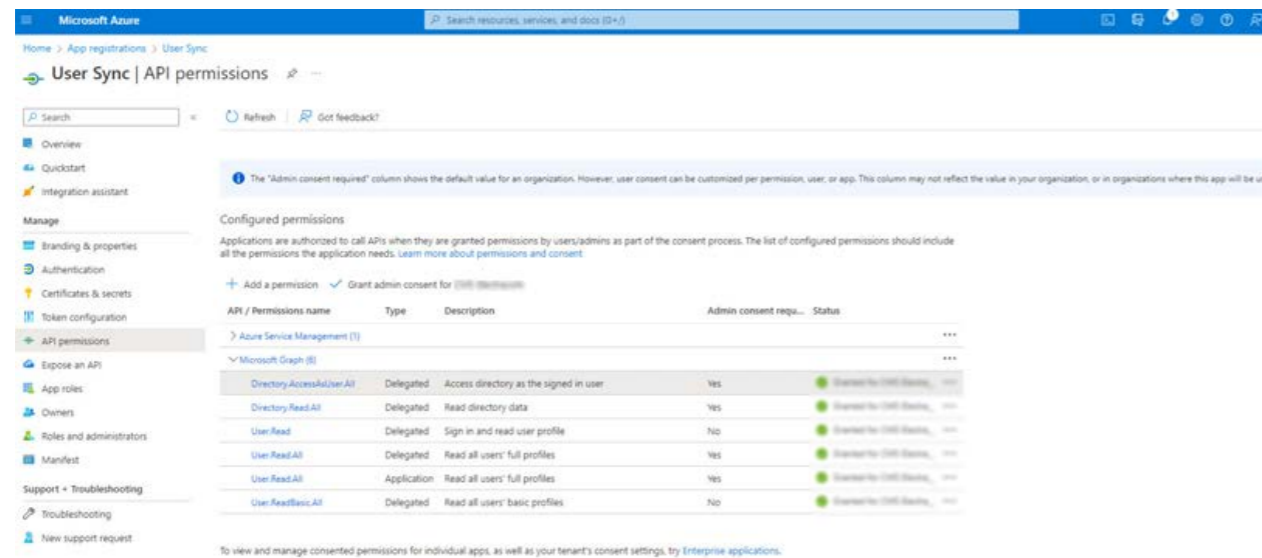 Microsoft Azure
Search resources, services, and docs (G+/)
Home > App registrations > User Sync
User Sync | API permissions
Search
Refresh
Got feedback?
Overview
Quickstart
Integration assistant
The "Admin consent required" column shows the default value for an organization. However, user consent can be customized per permission, user, or app. This column may not reflect the value in your organization, or in organizations where this app will be
Manage
Branding & properties
Authentication
Certificates & secrets
Token configuration
API permissions
Expose an API
App roles
Owners
Roles and administrators
Manifest
Support + Troubleshooting
Troubleshooting
New support request
Configured permissions
Applications are authorized to call APIs when they are granted permissions by users/admins as part of the consent process. The list of configured permissions should include
all the permissions the application needs. Learn more about permissions and consent
Add a permission Grant admin consent for
API / Permissions name Type Description Admin consent requ... Status
Azure Service Management (1)
Microsoft Graph (6)
Directory.AccessAsUser.All Delegated Access directory as the signed in user Yes
Directory.Read.All Delegated Read directory data Yes
User.Read Delegated Sign in and read user profile No
User.Read.All Delegated Read all users' full profiles Yes
User.Read.All Application Read all users' full profiles Yes
User.ReadBasic.All Delegated Read all users' basic profiles No
To view and manage consented permissions for individual apps, as well as your tenant's consent settings, try Enterprise applications.